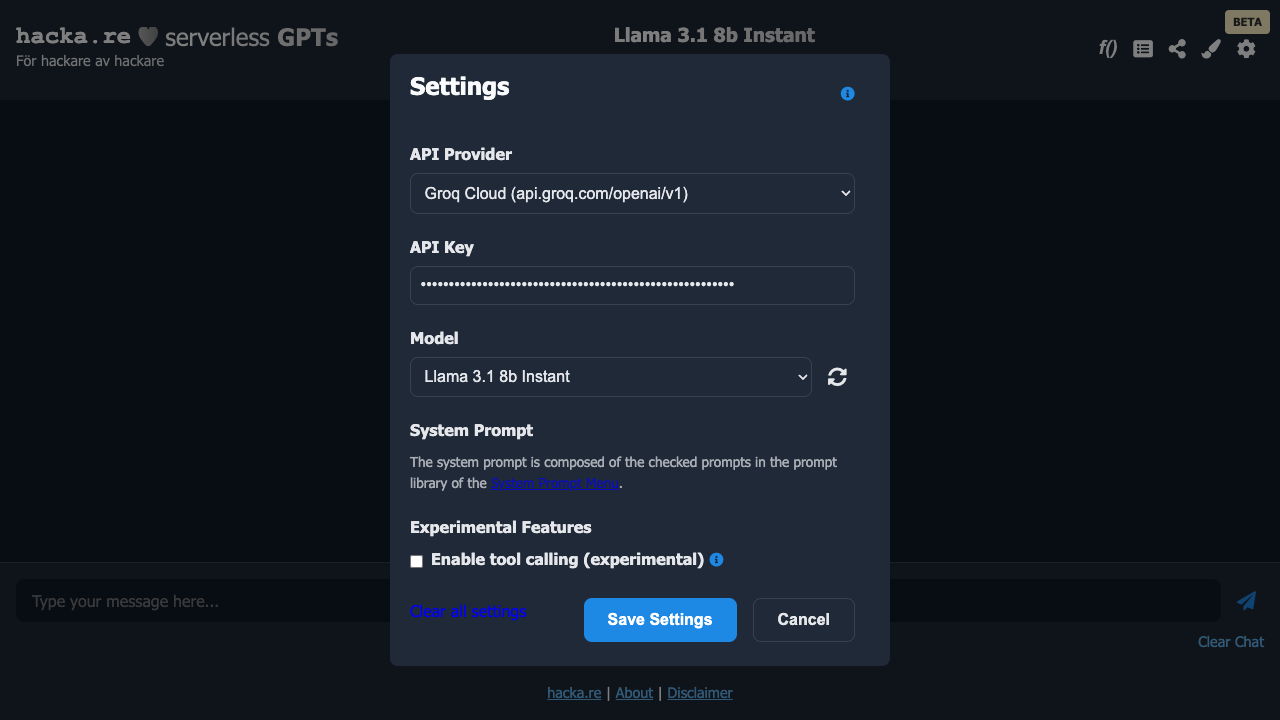 hacka.re 🖤 serverless GPTs
För hackare av hackare
Llama 3.1 8b Instant
BETA
f()
Settings
API Provider
Groq Cloud (api.groq.com/openai/v1)
API Key
••••••••••••••••••••••••••••••••••••••••••••••••••••••••
Model
Llama 3.1 8b Instant
System Prompt
The system prompt is composed of the checked prompts in the prompt
library of the System Prompt Menu.
Experimental Features
Enable tool calling (experimental)
Clear all settings
Save Settings
Cancel
Type your message here...
Clear Chat
hacka.re | About | Disclaimer